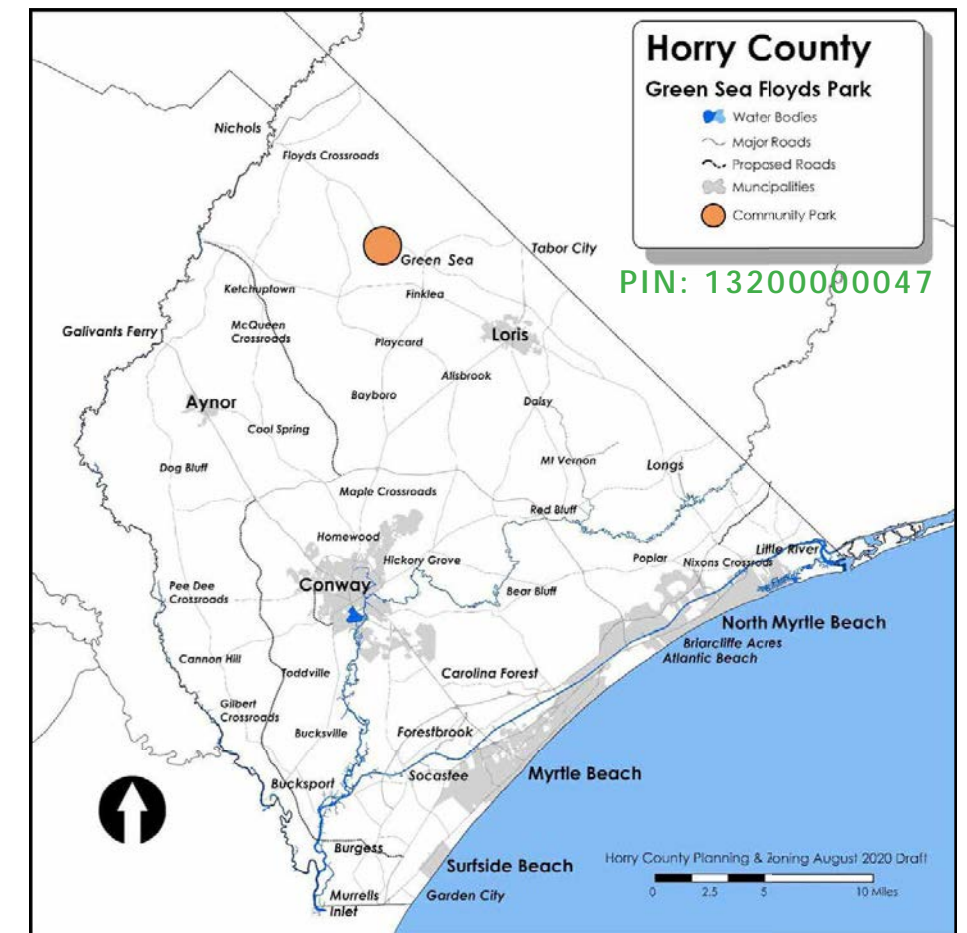 Horry County
Green Sea Floyds Park
Water Bodies
Major Roads
Proposed Roads
Muncipalities
Community Park
PIN: 13200000047
Nichols
Floyds Crossroads
Tabor City
Green Sea
Ketchuptown
Finklea
Galivants Ferry
McQueen
Crossroads
Loris
Playcard
Allsbrook
Aynor
Bayboro
Daisy
Cool Spring
Dog Bluff
Mt Vernon
Longs
Maple Crossroads
Red Bluff
Homewood
Hickory Grove
Poplar
Little River
Nixons Crossroads
Conway
Pee Dee
Crossroads
Bear Bluff
North Myrtle Beach
Briarcliffe Acres
Atlantic Beach
Cannon Hill
Toddville
Carolina Forest
Gilbert
Crossroads
Bucksville
Forestbrook
Bucksport
Socastee
Myrtle Beach
Burgess
Surfside Beach
Murrells
Inlet
Garden City
Horry County Planning & Zoning August 2020 Draft
0 2.5 5 10 Miles